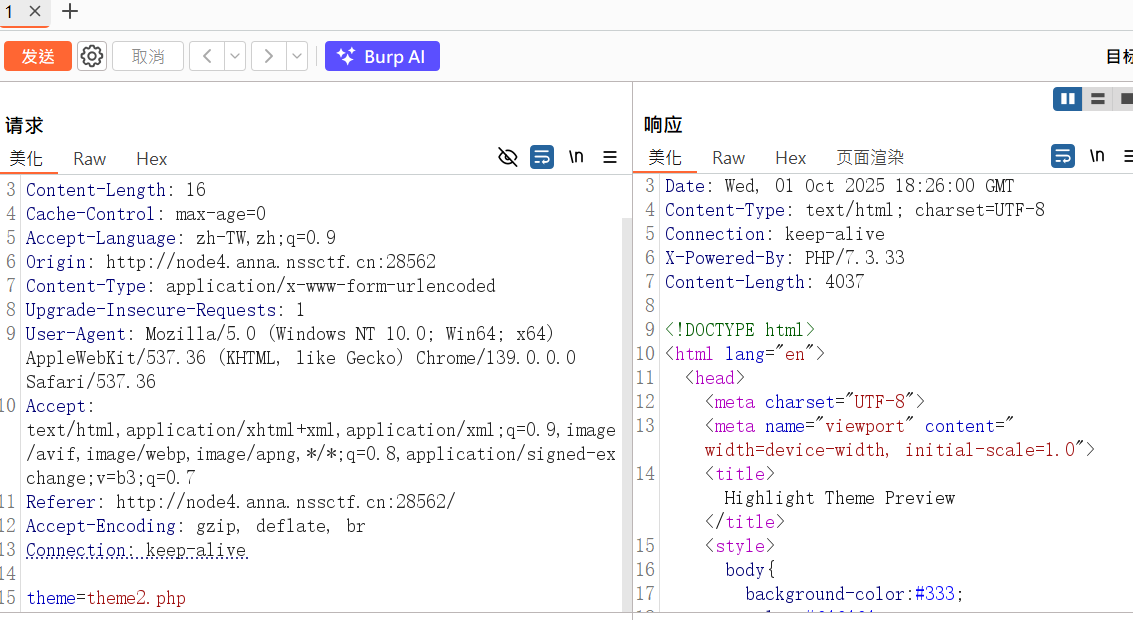 1
发送 取消 Burp AI 目标
请求
美化 Raw Hex \n
3 Content-Length: 16
4 Cache-Control: max-age=0
5 Accept-Language: zh-TW,zh;q=0.9
6 Origin: http://node4.anna.nssctf.cn:28562
7 Content-Type: application/x-www-form-urlencoded
8 Upgrade-Insecure-Requests: 1
9 User-Agent: Mozilla/5.0 (Windows NT 10.0; Win64; x64)
AppleWebKit/537.36 (KHTML, like Gecko) Chrome/139.0.0.0
Safari/537.36
10 Accept:
text/html,application/xhtml+xml,application/xml;q=0.9,image
/avif,image/webp,image/apng,*/*;q=0.8,application/signed-ex
change;v=b3;q=0.7
11 Referer: http://node4.anna.nssctf.cn:28562/
12 Accept-Encoding: gzip, deflate, br
13 Connection: keep-alive
14
15 theme=theme2.php
响应
美化 Raw Hex 页面渲染 \n
3 Date: Wed, 01 Oct 2025 18:26:00 GMT
4 Content-Type: text/html; charset=UTF-8
5 Connection: keep-alive
6 X-Powered-By: PHP/7.3.33
7 Content-Length: 4037
8
9 <!DOCTYPE html>
10 <html lang="en">
11 <head>
12 <meta charset="UTF-8">
13 <meta name="viewport" content="
width=device-width, initial-scale=1.0">
14 <title>
Highlight Theme Preview
</title>
15 <style>
16 body{
17 background-color:#333;